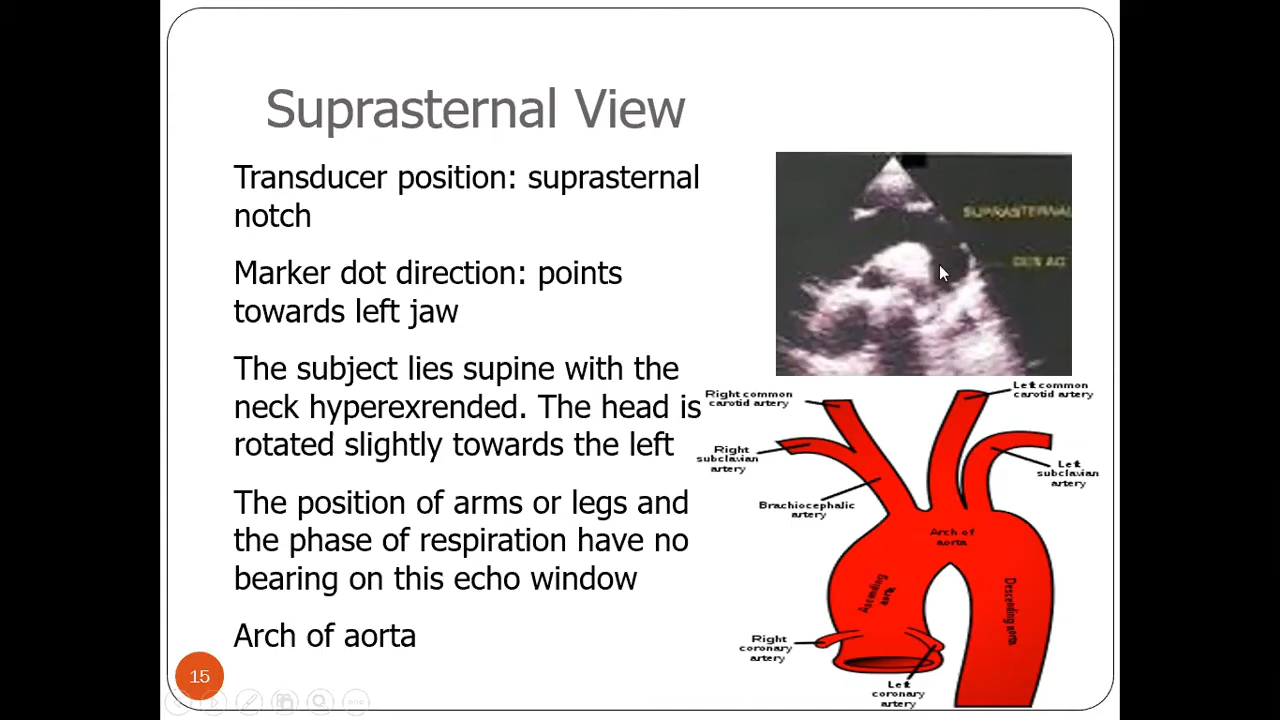 Suprasternal View
Transducer position: suprasternal
notch
Marker dot direction: points
towards left jaw
The subject lies supine with the
neck hyperexrended. The head is
rotated slightly towards the left
The position of arms or legs and
the phase of respiration have no
bearing on this echo window
Arch of aorta
15
SUPRASTERNAL
DES AO
Right common
carotid artery
Left common
carotid artery
Right
subclavian
artery
Left
subclavian
artery
Brachiocephalic
artery
Arch of
aorta
Ascending
aorta
Descending aorta
Right
coronary
artery
Left
coronary
artery